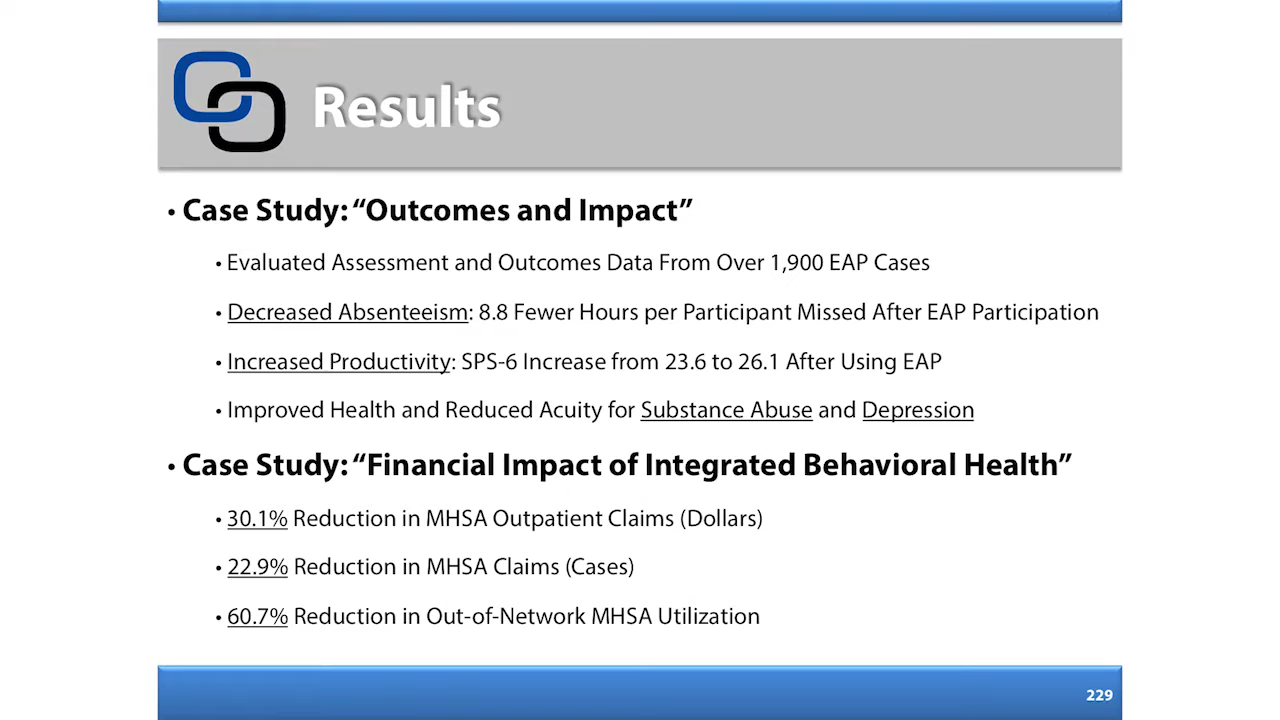 Results
• Case Study: “Outcomes and Impact”
• Evaluated Assessment and Outcomes Data From Over 1,900 EAP Cases
• Decreased Absenteeism: 8.8 Fewer Hours per Participant Missed After EAP Participation
• Increased Productivity: SPS-6 Increase from 23.6 to 26.1 After Using EAP
• Improved Health and Reduced Acuity for Substance Abuse and Depression
• Case Study: “Financial Impact of Integrated Behavioral Health”
• 30.1% Reduction in MHSA Outpatient Claims (Dollars)
• 22.9% Reduction in MHSA Claims (Cases)
• 60.7% Reduction in Out-of-Network MHSA Utilization
229